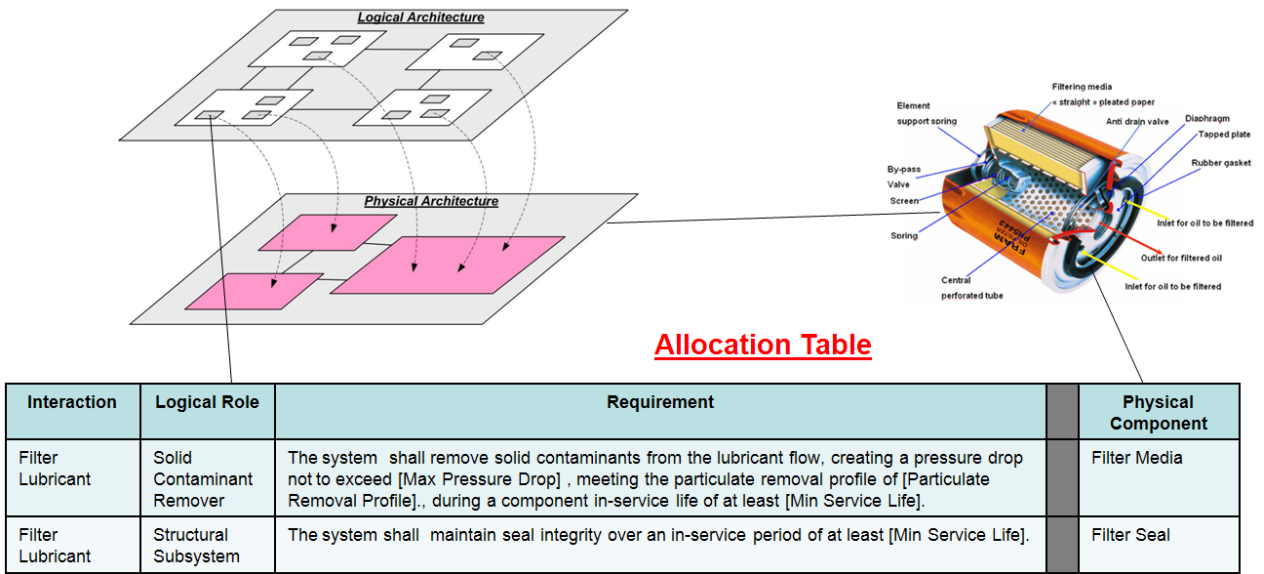 Logical Architecture
Physical Architecture
Filtering media
« straight » pleated paper
Element
support spring
Anti drain valve
Diaphragm
Tapped plate
Rubber gasket
By-pass
Valve
Screen
Spring
Inlet for oil to be filtered
Outlet for filtered oil
Inlet for oil to be filtered
Central
perforated tube
FRAM
Allocation Table
Interaction
Logical Role
Requirement
Physical
Component
Filter
Lubricant
Solid
Contaminant
Remover
The system shall remove solid contaminants from the lubricant flow, creating a pressure drop
not to exceed [Max Pressure Drop] , meeting the particulate removal profile of [Particulate
Removal Profile]., during a component in-service life of at least [Min Service Life].
Filter Media
Filter
Lubricant
Structural
Subsystem
The system shall maintain seal integrity over an in-service period of at least [Min Service Life].
Filter Seal